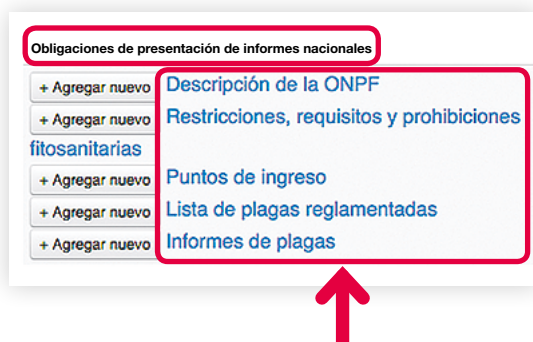 Obligaciones de presentación de informes nacionales
+ Agregar nuevo Descripción de la ONPF
+ Agregar nuevo Restricciones, requisitos y prohibiciones
fitosanitarias
+ Agregar nuevo Puntos de ingreso
+ Agregar nuevo Lista de plagas reglamentadas
+ Agregar nuevo Informes de plagas